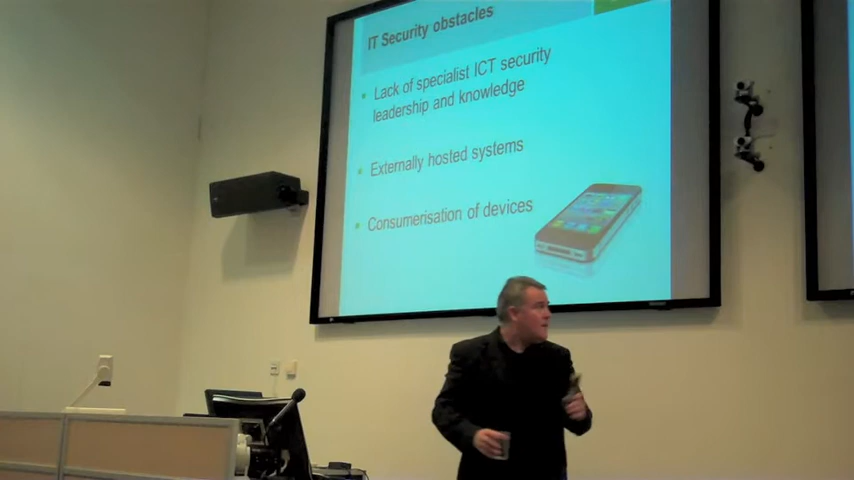 IT Security obstacles
Lack of specialist ICT security
leadership and knowledge
Externally hosted systems
Consumerisation of devices